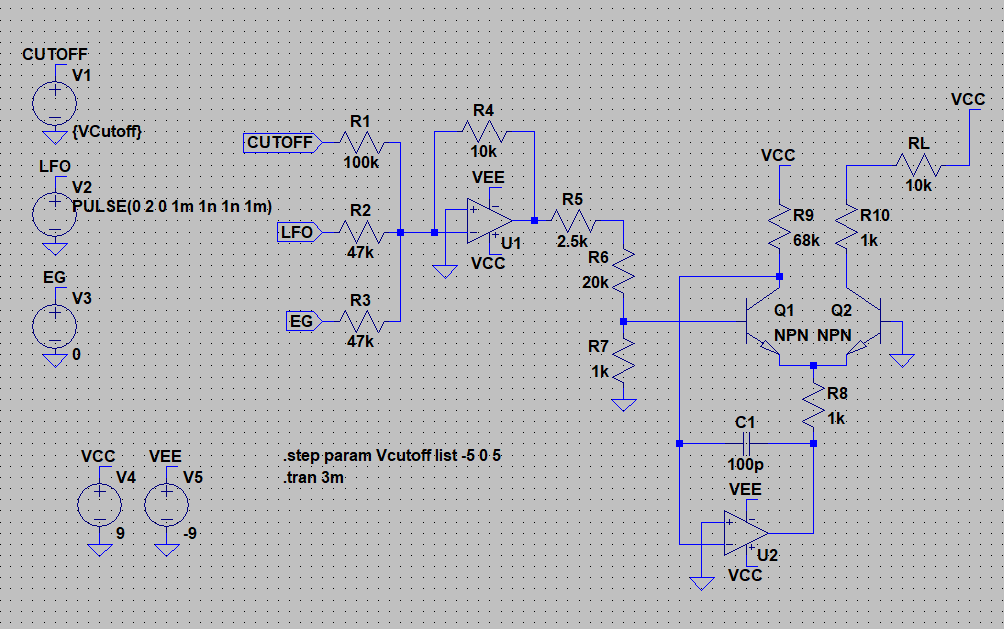 CUTOFF
V1
{VCutoff}
LFO
V2
PULSE(0 2 0 1m 1n 1n 1m)
EG
V3
0
VCC
V4
9
VEE
V5
-9
CUTOFF
R1
100k
LFO
R2
47k
EG
R3
47k
R4
10k
VEE
U1
VCC
R5
2.5k
R6
20k
R7
1k
VCC
R9
68k
R10
1k
RL
10k
VCC
Q1
NPN
Q2
NPN
R8
1k
C1
100p
VEE
U2
VCC
.step param Vcutoff list -5 0 5
.tran 3m